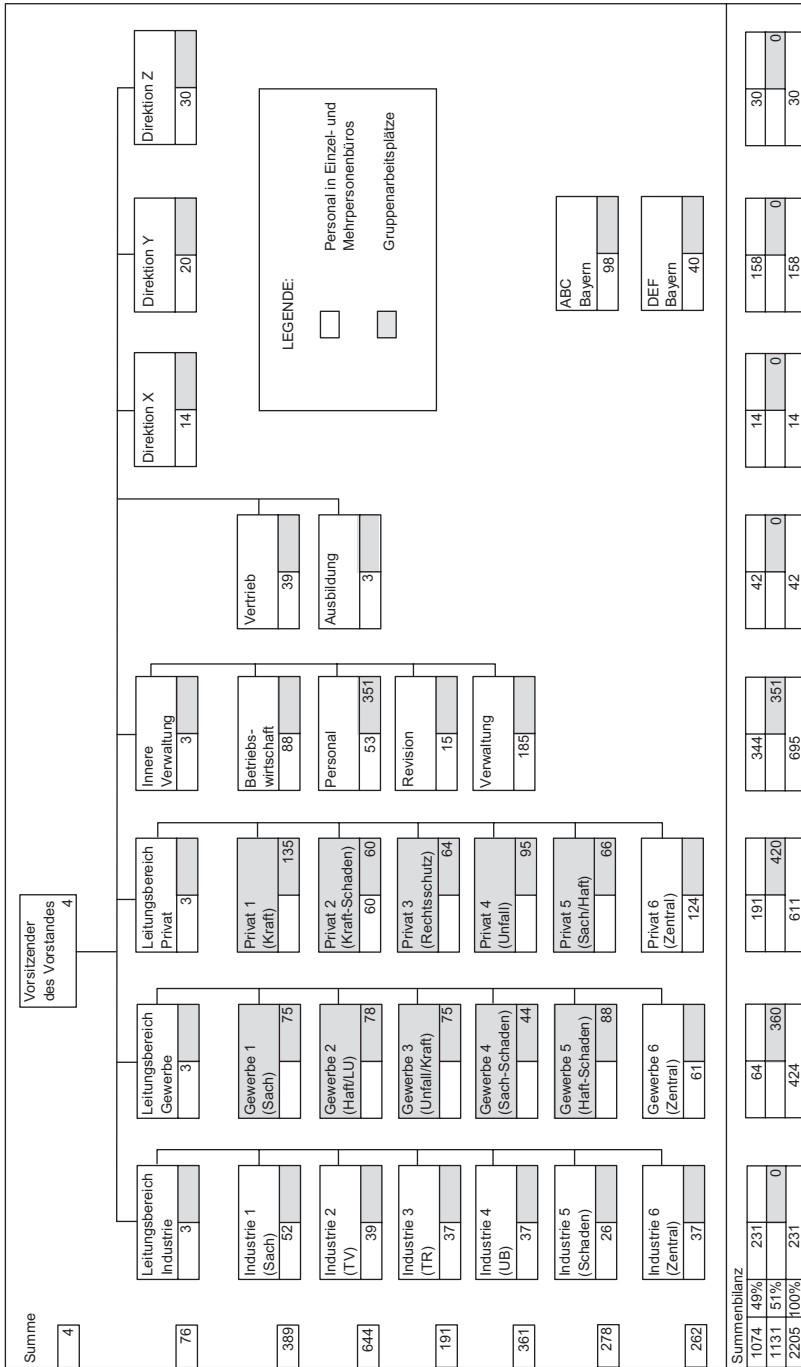 Summe
4
76
389
644
191
361
278
262
Vorsitzender
des Vorstandes 4
Leitungsbereich
Industrie
3
Industrie 1
(Sach)
52
Industrie 2
(TV)
39
Industrie 3
(TR)
37
Industrie 4
(UB)
37
Industrie 5
(Schaden)
26
Industrie 6
(Zentral)
37
Leitungsbereich
Gewerbe
3
Gewerbe 1
(Sach)
75
Gewerbe 2
(Haft/LU)
78
Gewerbe 3
(Unfall/Kraft)
75
Gewerbe 4
(Sach-Schaden)
44
Gewerbe 5
(Haft-Schaden)
88
Gewerbe 6
(Zentral)
61
Leitungsbereich
Privat
3
Privat 1
(Kraft)
135
Privat 2
(Kraft-Schaden)
60 60
Privat 3
(Rechtsschutz)
64
Privat 4
(Unfall)
95
Privat 5
(Sach/Haft)
66
Privat 6
(Zentral)
124
Innere
Verwaltung
3
Betriebs-
wirtschaft
88
Personal
53 351
Revision
15
Verwaltung
185
Vertrieb
39
Ausbildung
3
Direktion X
14
Direktion Y
20
Direktion Z
30
LEGENDE:
Personal in Einzel- und
Mehrpersonenbüros
Gruppenarbeitsplätze
ABC
Bayern
98
DEF
Bayern
40
Summenbilanz
1074 49% 231 64 191 344 42 14 158 30
1131 51% 0 360 420 351 0 0 0 0
2205 100% 231 424 611 695 42 14 158 30